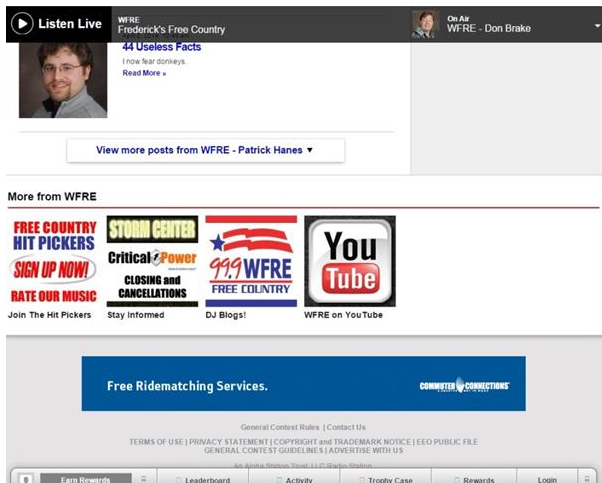 Listen Live
WFRE
Frederick's Free Country
On Air
WFRE - Don Brake
44 Useless Facts
I now fear donkeys.
Read More »
View more posts from WFRE - Patrick Hanes ▼
More from WFRE
FREE COUNTRY
HIT PICKERS
SIGN UP NOW!
RATE OUR MUSIC
Join The Hit Pickers
STORM CENTER
Critical Power
CLOSING and
CANCELLATIONS
Stay Informed
99.9 WFRE
FREE COUNTRY
DJ Blogs!
You
Tube
WFRE on YouTube
Free Ridematching Services.
COMMUTER CONNECTIONS
General Contest Rules | Contact Us
TERMS OF USE | PRIVACY STATEMENT | COPYRIGHT and TRADEMARK NOTICE | EEO PUBLIC FILE
GENERAL CONTEST GUIDELINES | ADVERTISE WITH US
An Alpha Station Trust, LLC Radio Station
Earn Rewards
Leaderboard
Activity
Trophy Case
Rewards
Login